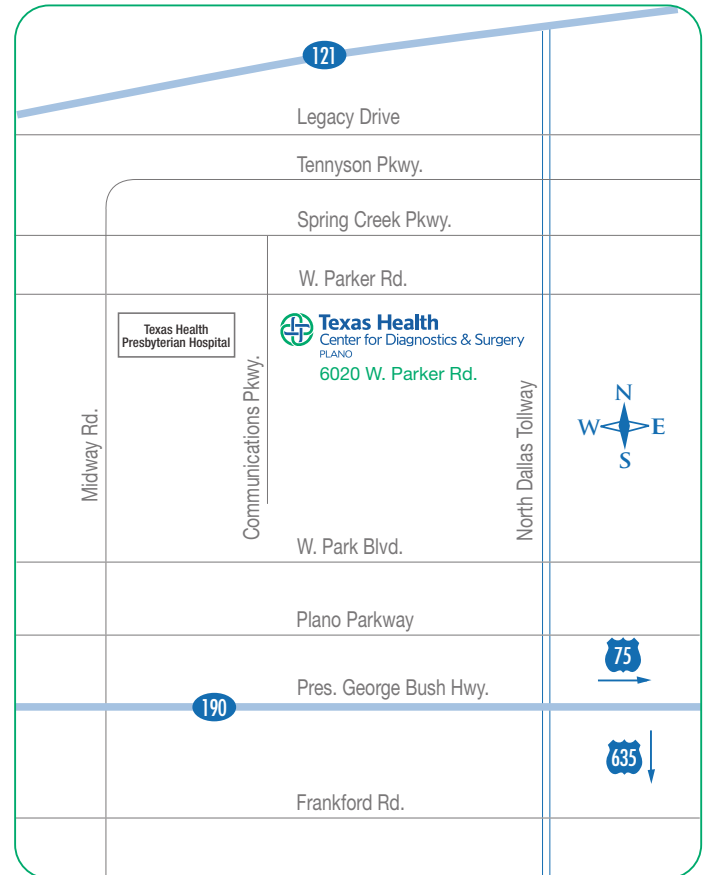 121
Legacy Drive
Tennyson Pkwy.
Spring Creek Pkwy.
W. Parker Rd.
Texas Health
Presbyterian Hospital
Texas Health
Center for Diagnostics & Surgery
PLANO
6020 W. Parker Rd.
Midway Rd.
Communications Pkwy.
North Dallas Tollway
N
W
E
S
W. Park Blvd.
Plano Parkway
75
Pres. George Bush Hwy.
190
635
Frankford Rd.